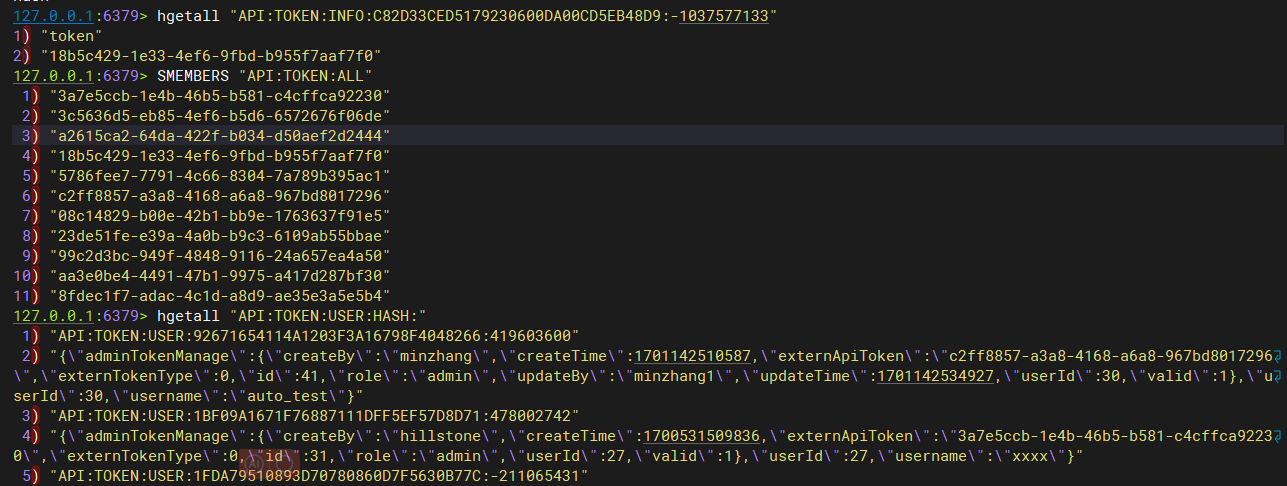 127.0.0.1:6379> hgetall "API:TOKEN:INFO:C82D33CED5179230600DA00CD5EB48D9:-1037577133"
1) "token"
2) "18b5c429-1e33-4ef6-9fbd-b955f7aaf7f0"
127.0.0.1:6379> SMEMBERS "API:TOKEN:ALL"
1) "3a7e5ccb-1e4b-46b5-b581-c4cffca92230"
2) "3c5636d5-eb85-4ef6-b5d6-6572676f06de"
3) "a2615ca2-64da-422f-b034-d50aef2d2444"
4) "18b5c429-1e33-4ef6-9fbd-b955f7aaf7f0"
5) "5786fee7-7791-4c66-8304-7a789b395ac1"
6) "c2ff8857-a3a8-4168-a6a8-967bd8017296"
7) "08c14829-b00e-42b1-bb9e-1763637f91e5"
8) "23de51fe-e39a-4a0b-b9c3-6109ab55bbae"
9) "99c2d3bc-949f-4848-9116-24a657ea4a50"
10) "aa3e0be4-4491-47b1-9975-a417d287bf30"
11) "8fdec1f7-adac-4c1d-a8d9-ae35e3a5e5b4"
127.0.0.1:6379> hgetall "API:TOKEN:USER:HASH:"
1) "API:TOKEN:USER:92671654114A1203F3A16798F4048266:419603600"
2) "{\"adminTokenManage\":{\"createBy\":\"minzhang\",\"createTime\":1701142510587,\"externApiToken\":\"c2ff8857-a3a8-4168-a6a8-967bd8017296
\",\"externTokenType\":0,\"id\":41,\"role\":\"admin\",\"updateBy\":\"minzhang1\",\"updateTime\":1701142534927,\"userId\":30,\"valid\":1},\"u
serId\":30,\"username\":\"auto_test\"}"
3) "API:TOKEN:USER:1BF09A1671F76887111DFF5EF57D8D71:478002742"
4) "{\"adminTokenManage\":{\"createBy\":\"hillstone\",\"createTime\":1700531509836,\"externApiToken\":\"3a7e5ccb-1e4b-46b5-b581-c4cffca9223
0\",\"externTokenType\":0,\"id\":31,\"role\":\"admin\",\"userId\":27,\"valid\":1},\"userId\":27,\"username\":\"xxxx\"}"
5) "API:TOKEN:USER:1FDA79510893D70780860D7F5630B77C:-211065431"